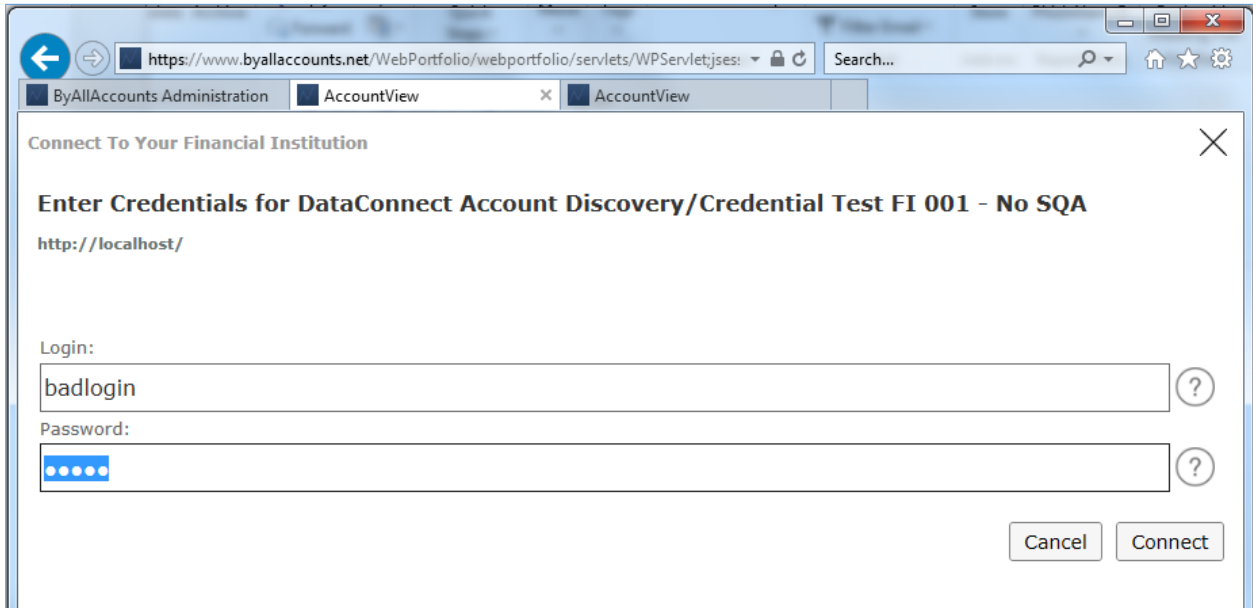 https://www.byallaccounts.net/WebPortfolio/webportfolio/servlets/WPServlet;jses:
Search...
ByAllAccounts Administration
AccountView
AccountView
Connect To Your Financial Institution
Enter Credentials for DataConnect Account Discovery/Credential Test FI 001 - No SQA
http://localhost/
Login:
badlogin
?
Password:
•••••
?
Cancel
Connect